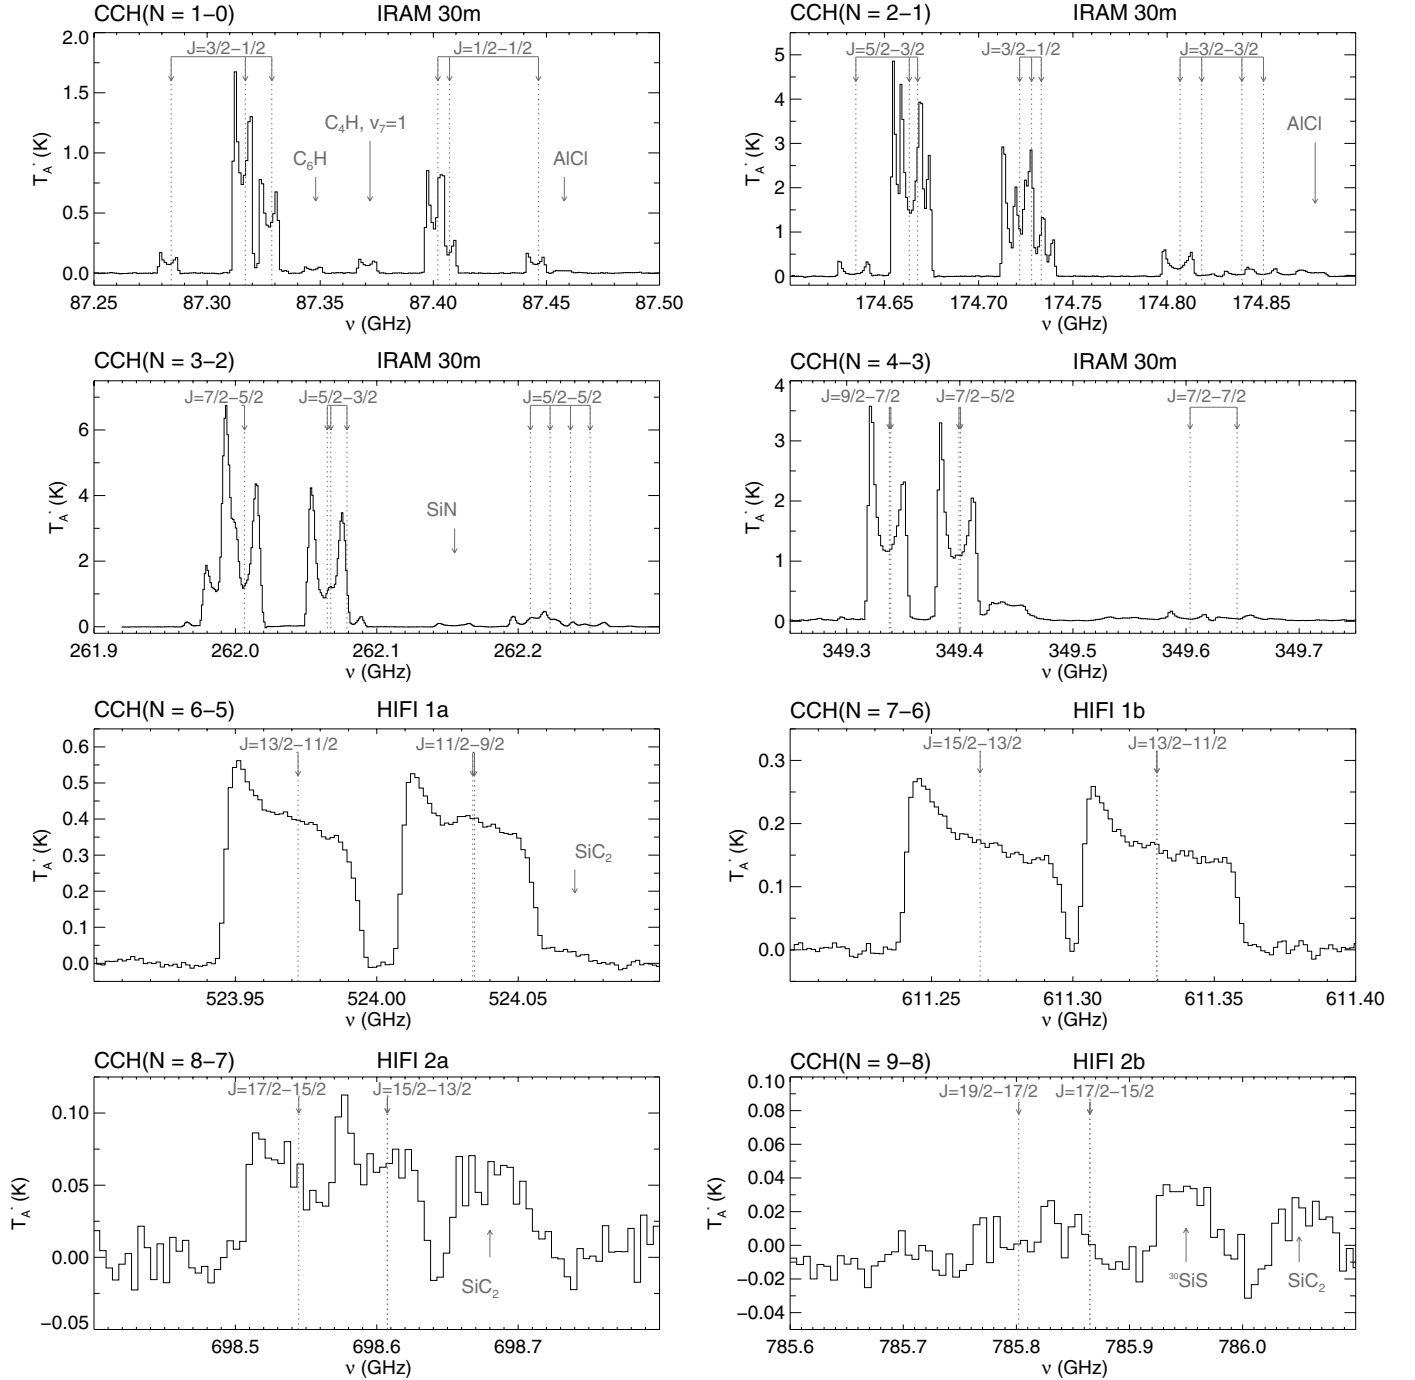 CCH(N = 1−0) IRAM 30m
J=3/2−1/2 J=1/2−1/2
C₄H, ν₇=1
C₆H AlCl
2.0
1.5
1.0
0.5
0.0
T_A* (K)
87.25 87.30 87.35 87.40 87.45 87.50
ν (GHz)
CCH(N = 2−1) IRAM 30m
J=5/2−3/2 J=3/2−1/2 J=3/2−3/2
AlCl
5
4
3
2
1
0
T_A* (K)
174.65 174.70 174.75 174.80 174.85
ν (GHz)
CCH(N = 3−2) IRAM 30m
J=7/2−5/2 J=5/2−3/2 J=5/2−5/2
SiN
6
4
2
0
T_A* (K)
261.9 262.0 262.1 262.2
ν (GHz)
CCH(N = 4−3) IRAM 30m
J=9/2−7/2 J=7/2−5/2 J=7/2−7/2
4
3
2
1
0
T_A* (K)
349.3 349.4 349.5 349.6 349.7
ν (GHz)
CCH(N = 6−5) HIFI 1a
J=13/2−11/2 J=11/2−9/2
SiC₂
0.6
0.5
0.4
0.3
0.2
0.1
0.0
T_A* (K)
523.95 524.00 524.05
ν (GHz)
CCH(N = 7−6) HIFI 1b
J=15/2−13/2 J=13/2−11/2
0.3
0.2
0.1
0.0
T_A* (K)
611.25 611.30 611.35 611.40
ν (GHz)
CCH(N = 8−7) HIFI 2a
J=17/2−15/2 J=15/2−13/2
SiC₂
0.10
0.05
0.00
−0.05
T_A* (K)
698.5 698.6 698.7
ν (GHz)
CCH(N = 9−8) HIFI 2b
J=19/2−17/2 J=17/2−15/2
³⁰SiS SiC₂
0.10
0.08
0.06
0.04
0.02
0.00
−0.02
−0.04
T_A* (K)
785.6 785.7 785.8 785.9 786.0
ν (GHz)